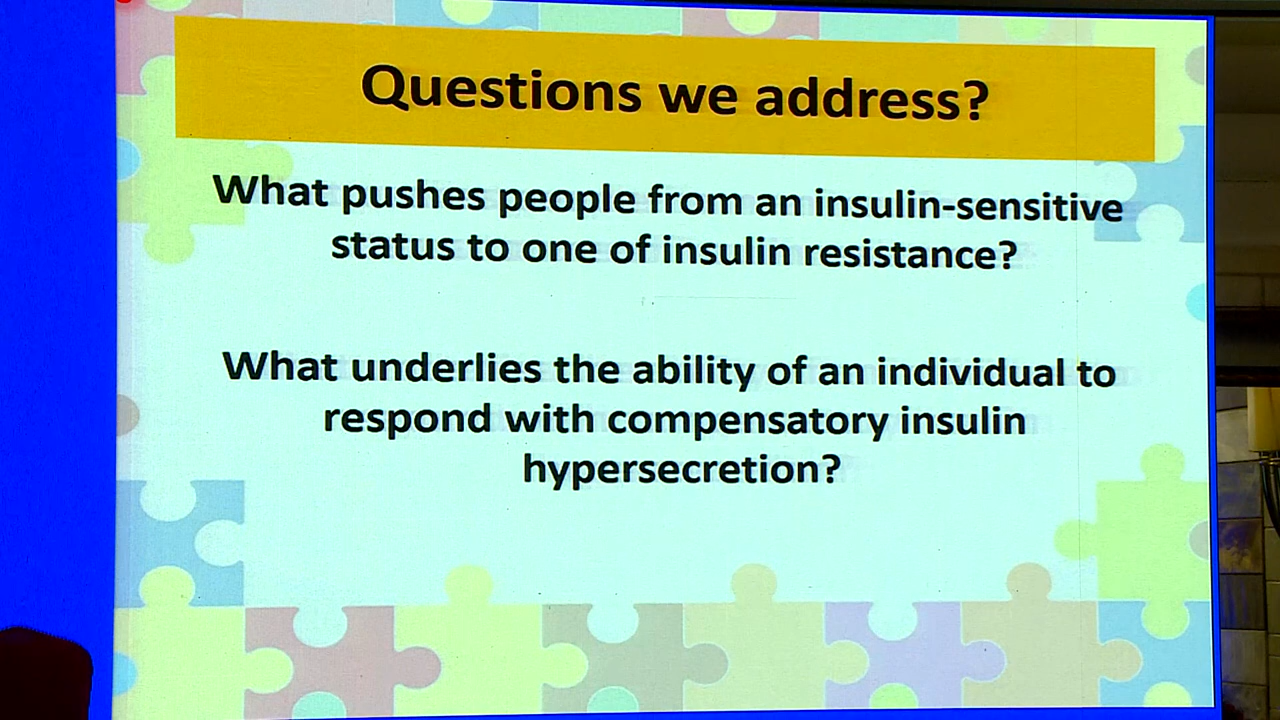 Questions we address?
What pushes people from an insulin-sensitive
status to one of insulin resistance?
What underlies the ability of an individual to
respond with compensatory insulin
hypersecretion?